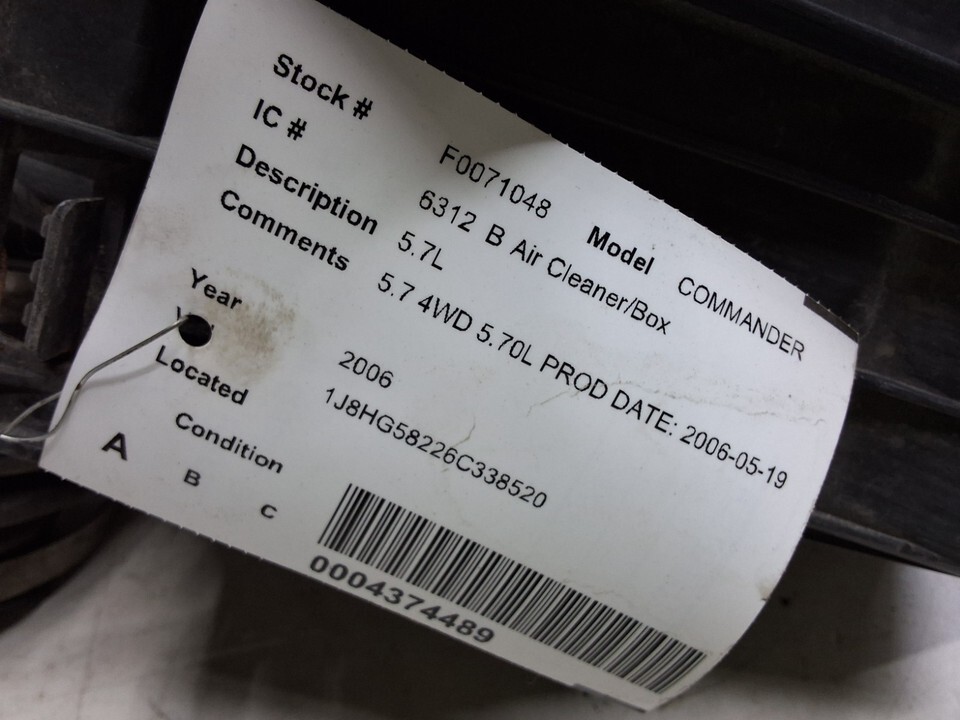 Stock # F0071048 Model COMMANDER
IC # 6312 B Air Cleaner/Box
Description 5.7L
Comments 5.7 4WD 5.70L PROD DATE: 2006-05-19
Year 2006
1J8HG58226C338520
Located
Condition
A B C
0004374489